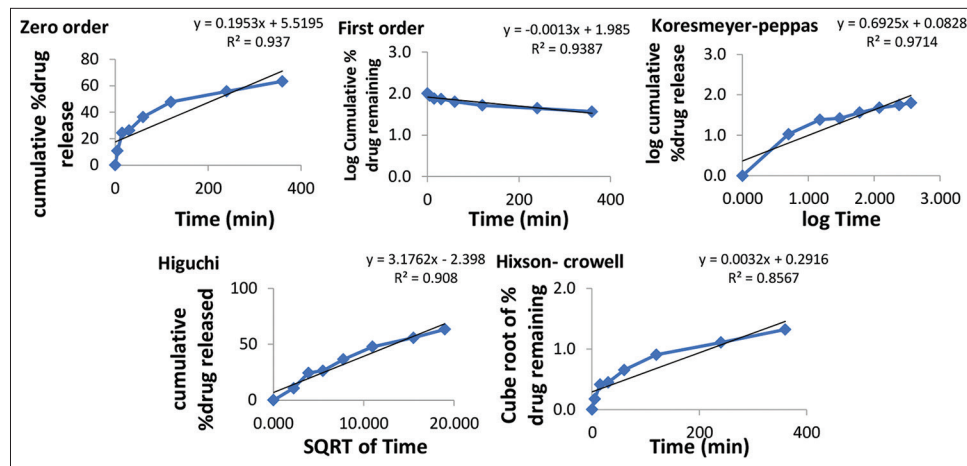 Zero order
y = 0.1953x + 5.5195
R² = 0.937
cumulative %drug
release
80
60
40
20
0
0
200
400
Time (min)
First order
y = -0.0013x + 1.985
R² = 0.9387
Log Cumulative %
drug remaining
3.0
2.0
1.0
0.0
0
200
400
Time (min)
Koresmeyer-peppas
y = 0.6925x + 0.0828
R² = 0.9714
log cumulative
%drug release
3.0
2.0
1.0
0.0
0.000
1.000
2.000
3.000
log Time
Higuchi
y = 3.1762x - 2.398
R² = 0.908
cumulative
%drug released
100
50
0
0.000
10.000
20.000
SQRT of Time
Hixson- crowell
y = 0.0032x + 0.2916
R² = 0.8567
Cube root of %
drug remaining
2.0
1.0
0.0
0
200
400
Time (min)